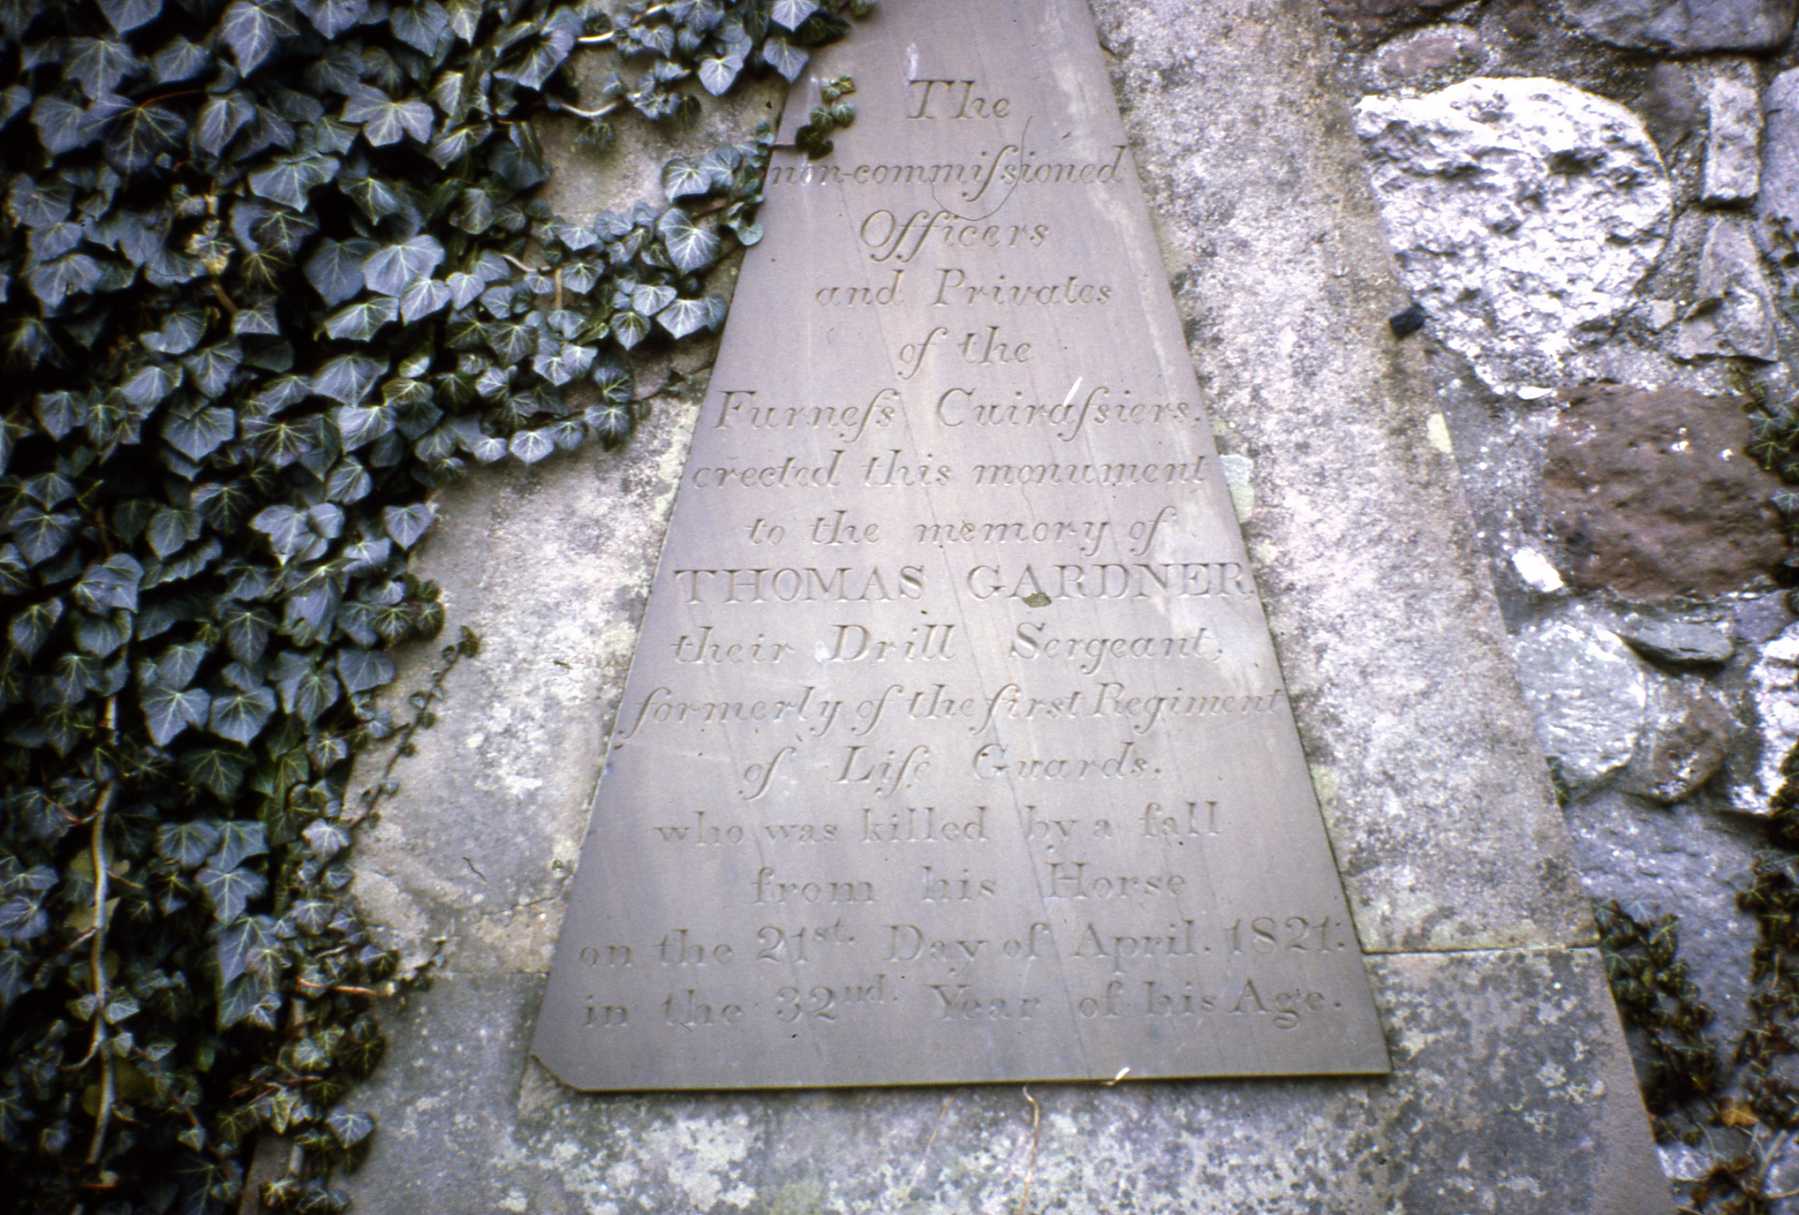 The
non-commiſsioned
Officers
and Privates
of the
Furneſs Cuiraſsiers.
erected this monument
to the memory of
THOMAS GARDNER
their Drill Sergeant,
formerly of the first Regiment
of Life Guards.
who was killed by a fall
from his Horse
on the 21st. Day of April. 1821:
in the 32nd. Year of his Age.